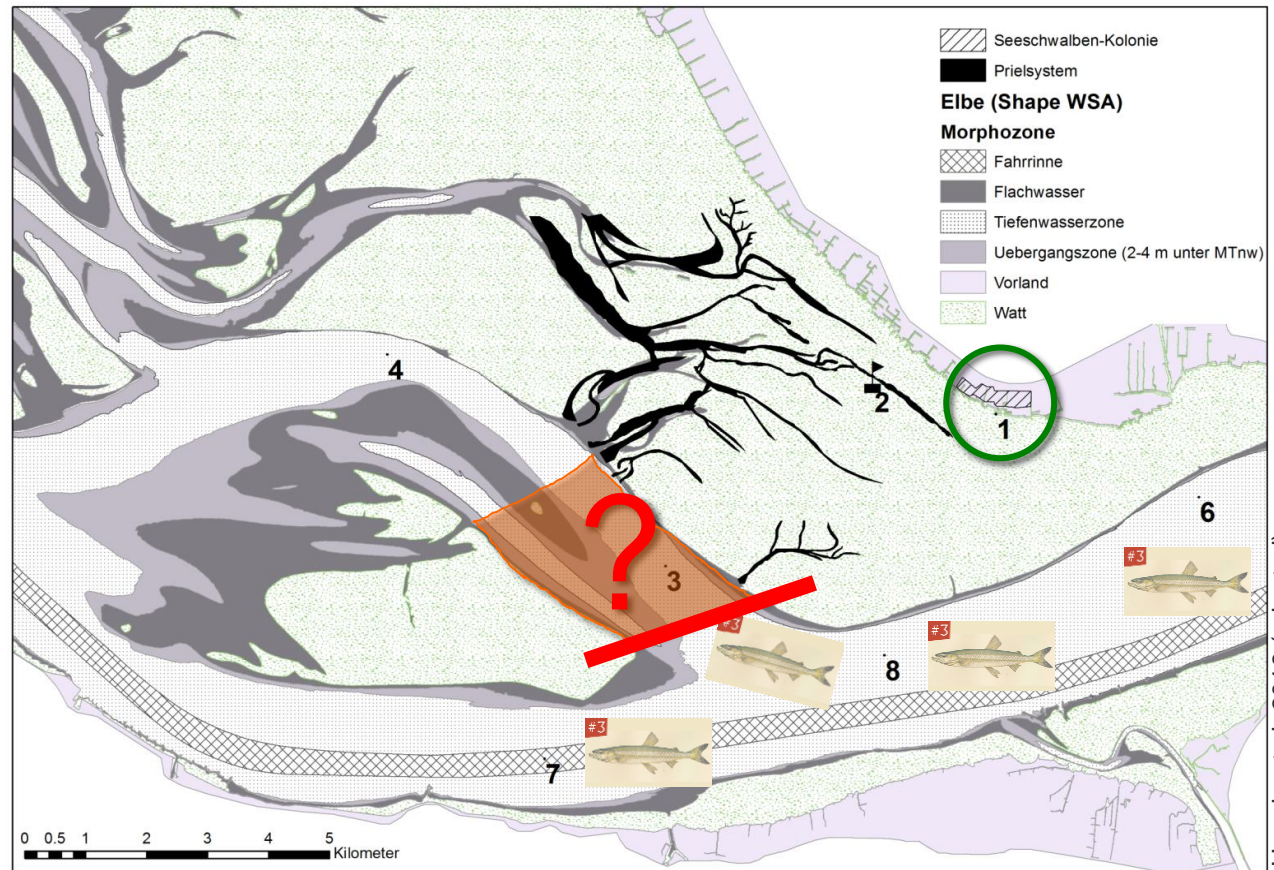 Seeschwalben-Kolonie
Prielsystem
Elbe (Shape WSA)
Morphozone
Fahrrinne
Flachwasser
Tiefenwasserzone
Uebergangszone (2-4 m unter MTnw)
Vorland
Watt
4
2
1
6
?
3
#3
#3
#3
8
#3
7
0 0.5 1 2 3 4 5
Kilometer